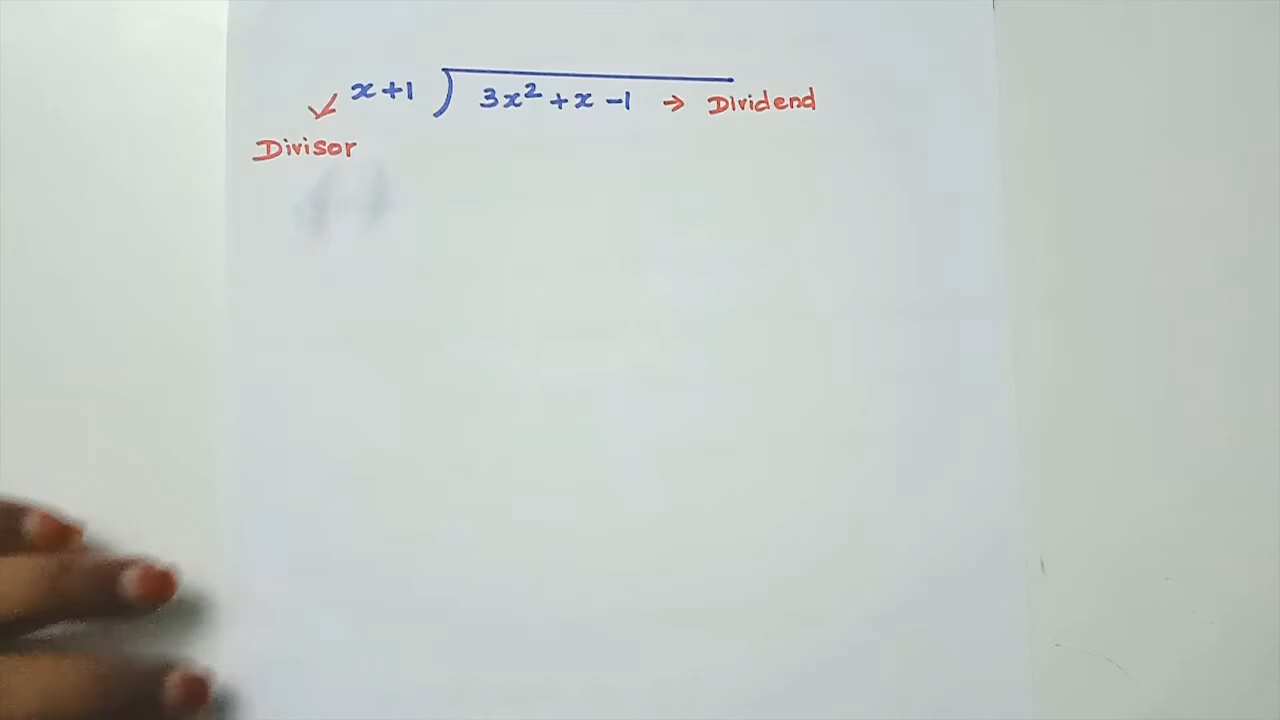 x+1 ) 3x² + x - 1 → Dividend
↙
Divisor